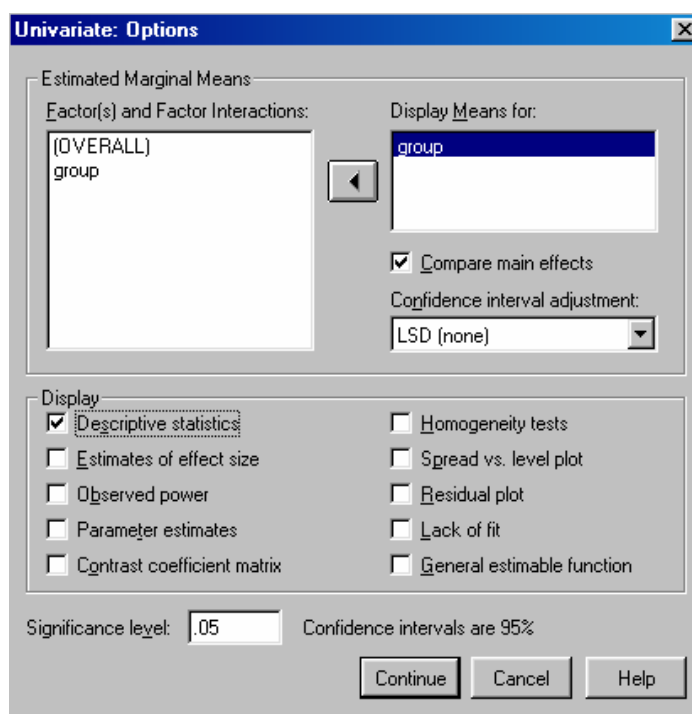 Univariate: Options
Estimated Marginal Means
Factor(s) and Factor Interactions:
(OVERALL)
group
Display Means for:
group
Compare main effects
Confidence interval adjustment:
LSD (none)
Display
Descriptive statistics
Estimates of effect size
Observed power
Parameter estimates
Contrast coefficient matrix
Homogeneity tests
Spread vs. level plot
Residual plot
Lack of fit
General estimable function
Significance level: .05 Confidence intervals are 95%
Continue Cancel Help